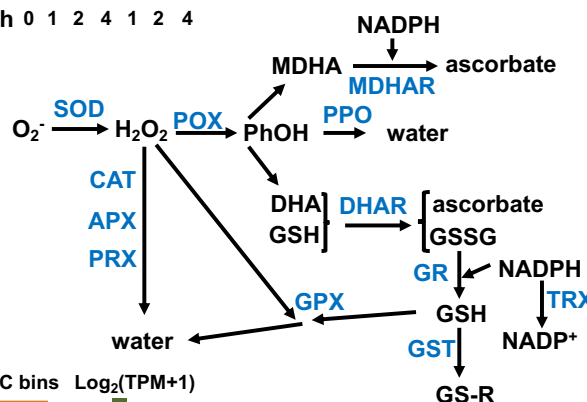 h 0 1 2 4 1 2 4
NADPH
MDHA
ascorbate
MDHAR
SOD
POX
PPO
O₂⁻
H₂O₂
PhOH
water
CAT
APX
PRX
DHA
GSH
DHAR
ascorbate
GSSG
GR
NADPH
TRX
GPX
GSH
NADP⁺
water
GST
GS-R
C bins Log₂(TPM+1)